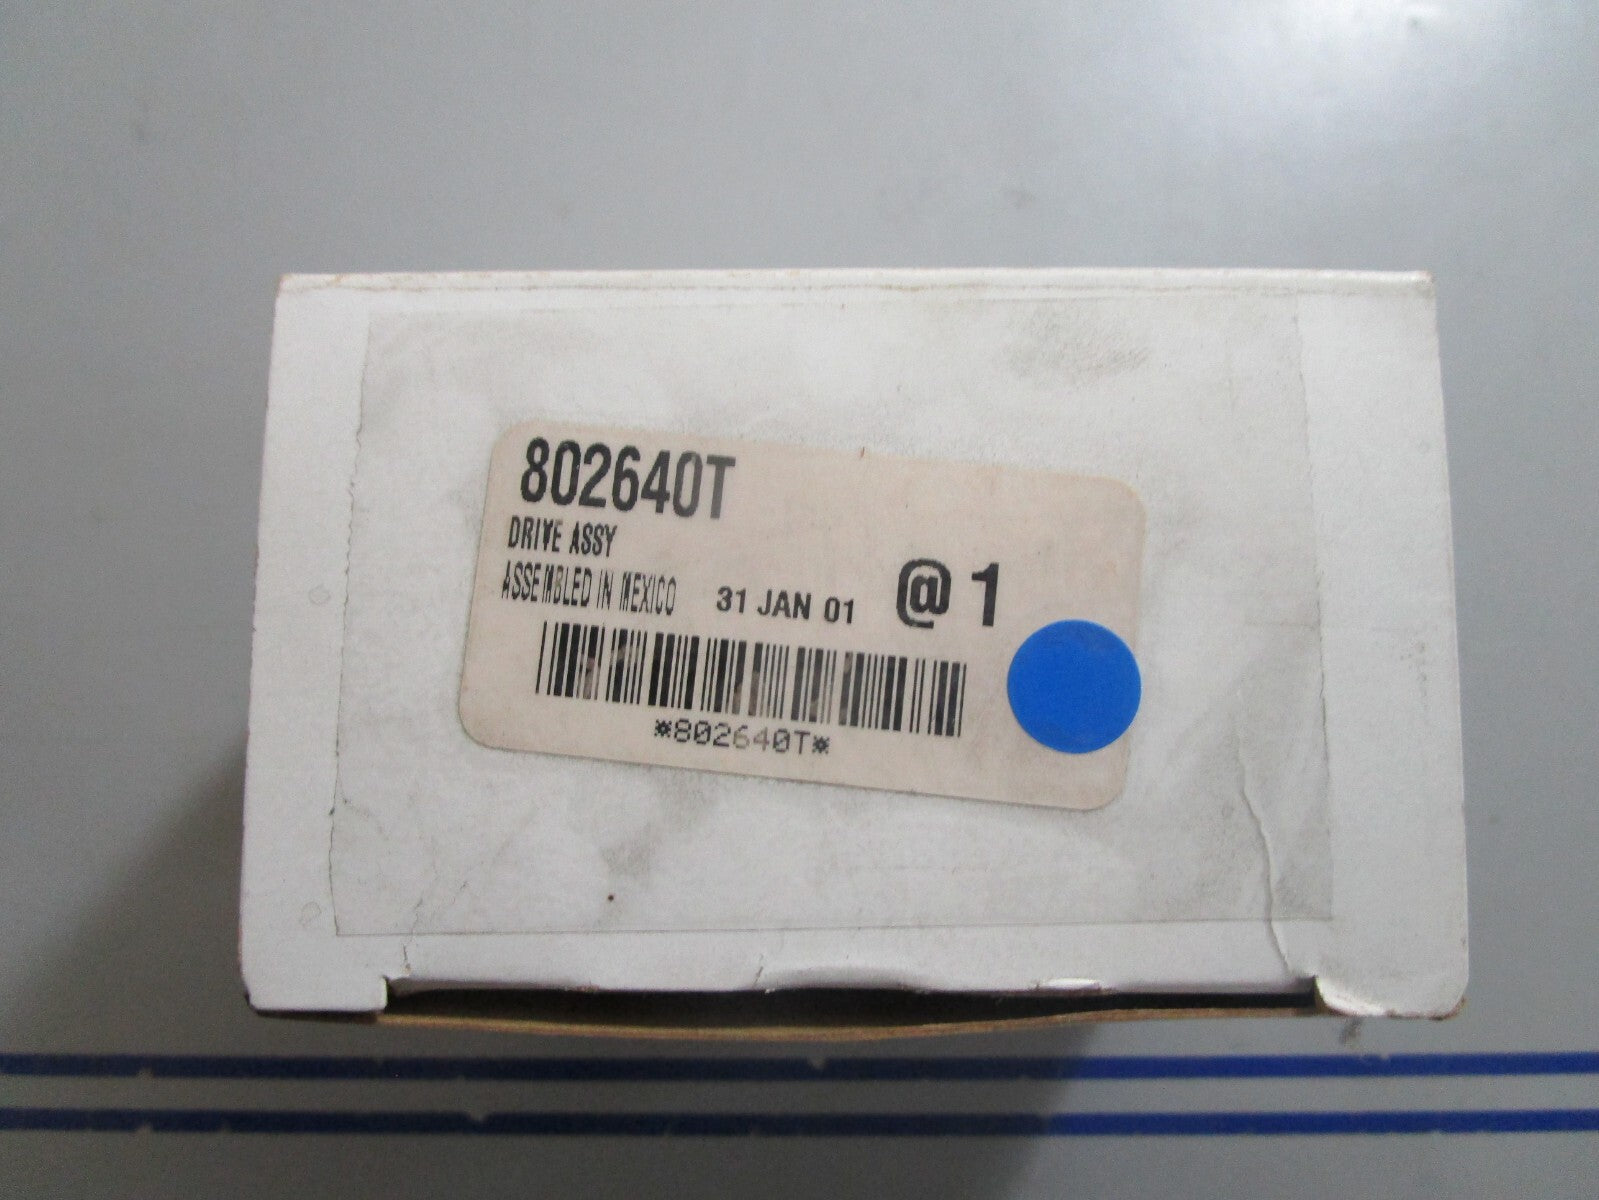 802640T
DRIVE ASSY
ASSEMBLED IN MEXICO 31 JAN 01 @ 1
*802640T*